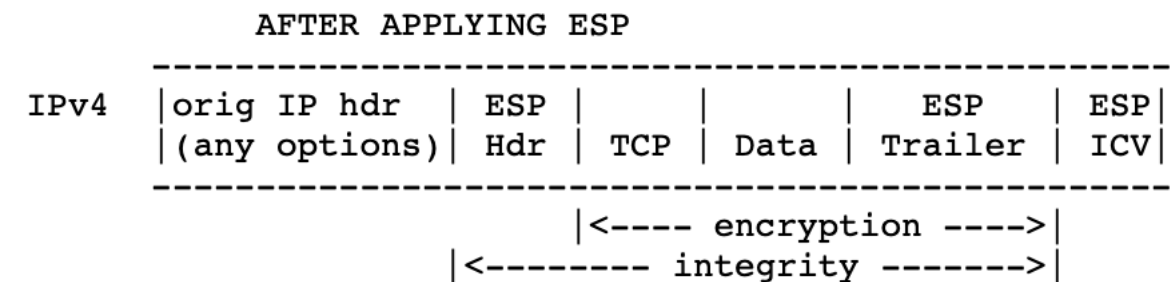 AFTER APPLYING ESP
-------------------------------------------------
IPv4 |orig IP hdr | ESP | | | ESP | ESP|
|(any options)| Hdr | TCP | Data | Trailer | ICV|
-------------------------------------------------
|<---- encryption ---->|
|<-------- integrity ------->|